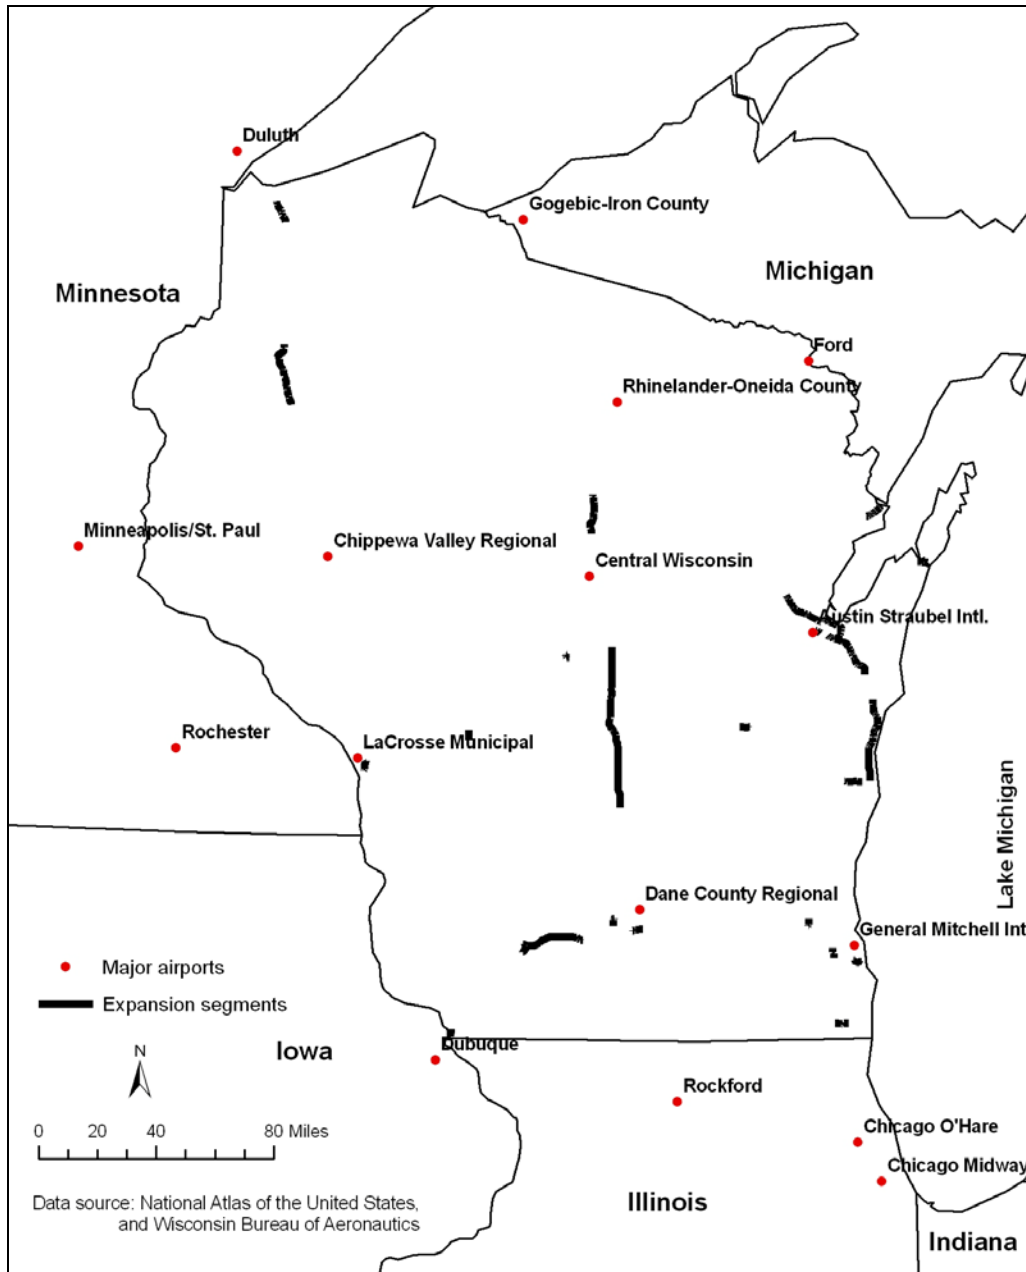 Duluth
Gogebic-Iron County
Michigan
Minnesota
Ford
Rhinelander-Oneida County
Minneapolis/St. Paul
Chippewa Valley Regional
Central Wisconsin
Austin Straubel Intl.
Rochester
LaCrosse Municipal
Lake Michigan
Dane County Regional
General Mitchell Int
Major airports
Expansion segments
N
Iowa
Dubuque
Rockford
0 20 40 80 Miles
Chicago O'Hare
Chicago Midway
Data source: National Atlas of the United States,
and Wisconsin Bureau of Aeronautics
Illinois
Indiana